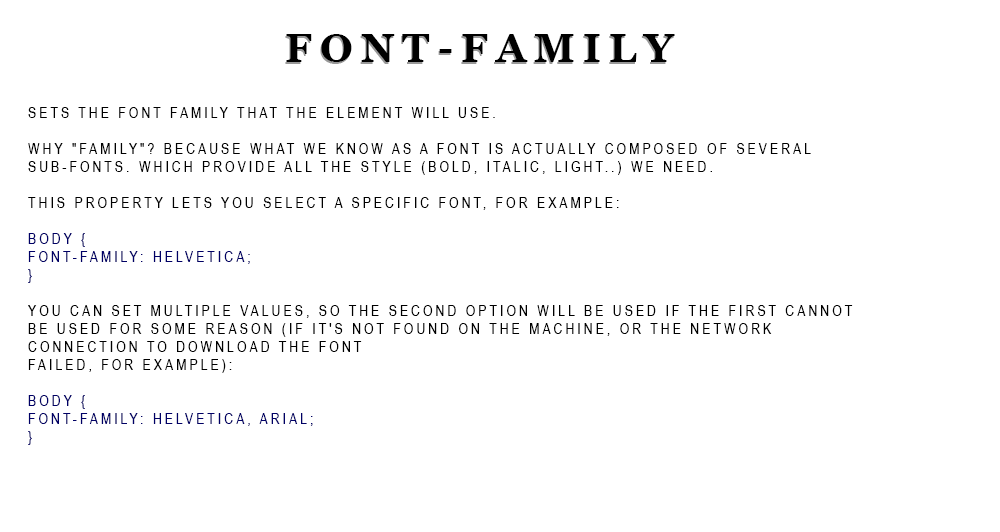 FONT-FAMILY
SETS THE FONT FAMILY THAT THE ELEMENT WILL USE.
WHY "FAMILY"? BECAUSE WHAT WE KNOW AS A FONT IS ACTUALLY COMPOSED OF SEVERAL
SUB-FONTS. WHICH PROVIDE ALL THE STYLE (BOLD, ITALIC, LIGHT..) WE NEED.
THIS PROPERTY LETS YOU SELECT A SPECIFIC FONT, FOR EXAMPLE:
BODY {
FONT-FAMILY: HELVETICA;
}
YOU CAN SET MULTIPLE VALUES, SO THE SECOND OPTION WILL BE USED IF THE FIRST CANNOT
BE USED FOR SOME REASON (IF IT'S NOT FOUND ON THE MACHINE, OR THE NETWORK
CONNECTION TO DOWNLOAD THE FONT
FAILED, FOR EXAMPLE):
BODY {
FONT-FAMILY: HELVETICA, ARIAL;
}